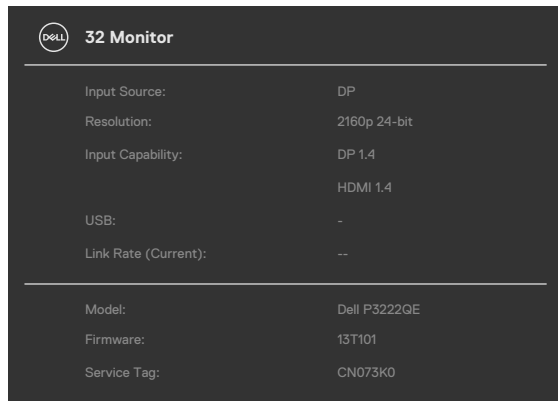 DELL
32 Monitor
Input Source: DP
Resolution: 2160p 24-bit
Input Capability: DP 1.4
HDMI 1.4
USB: -
Link Rate (Current): --
Model: Dell P3222QE
Firmware: 13T101
Service Tag: CN073K0